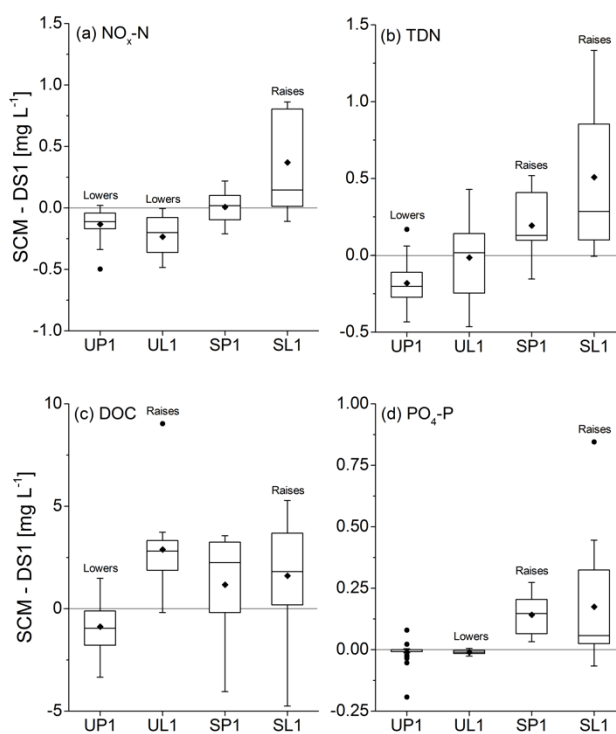 (a) NOₓ-N
1.5
1.0
0.5
0.0
-0.5
-1.0
SCM - DS1 [mg L⁻¹]
Lowers
Lowers
Raises
UP1 UL1 SP1 SL1
(b) TDN
1.5
1.0
0.5
0.0
-0.5
Lowers
Raises
Raises
UP1 UL1 SP1 SL1
(c) DOC
10
5
0
-5
SCM - DS1 [mg L⁻¹]
Lowers
Raises
Raises
UP1 UL1 SP1 SL1
(d) PO₄-P
1.00
0.75
0.50
0.25
0.00
-0.25
Lowers
Raises
Raises
UP1 UL1 SP1 SL1